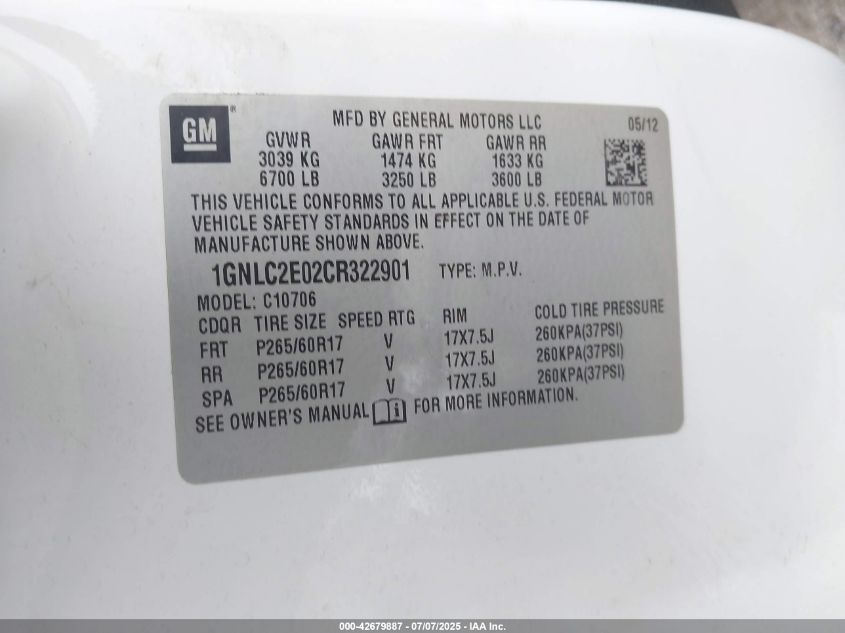 GM®
MFD BY GENERAL MOTORS LLC 05/12
GVWR GAWR FRT GAWR RR
3039 KG 1474 KG 1633 KG
6700 LB 3250 LB 3600 LB
THIS VEHICLE CONFORMS TO ALL APPLICABLE U.S. FEDERAL MOTOR
VEHICLE SAFETY STANDARDS IN EFFECT ON THE DATE OF
MANUFACTURE SHOWN ABOVE.
1GNLC2E02CR322901 TYPE: M.P.V.
MODEL: C10706
CDQR TIRE SIZE SPEED RTG RIM COLD TIRE PRESSURE
FRT P265/60R17 V 17X7.5J 260KPA(37PSI)
RR P265/60R17 V 17X7.5J 260KPA(37PSI)
SPA P265/60R17 V 17X7.5J 260KPA(37PSI)
SEE OWNER'S MANUAL i FOR MORE INFORMATION.
000-42679887 - 07/07/2025 - IAA Inc.